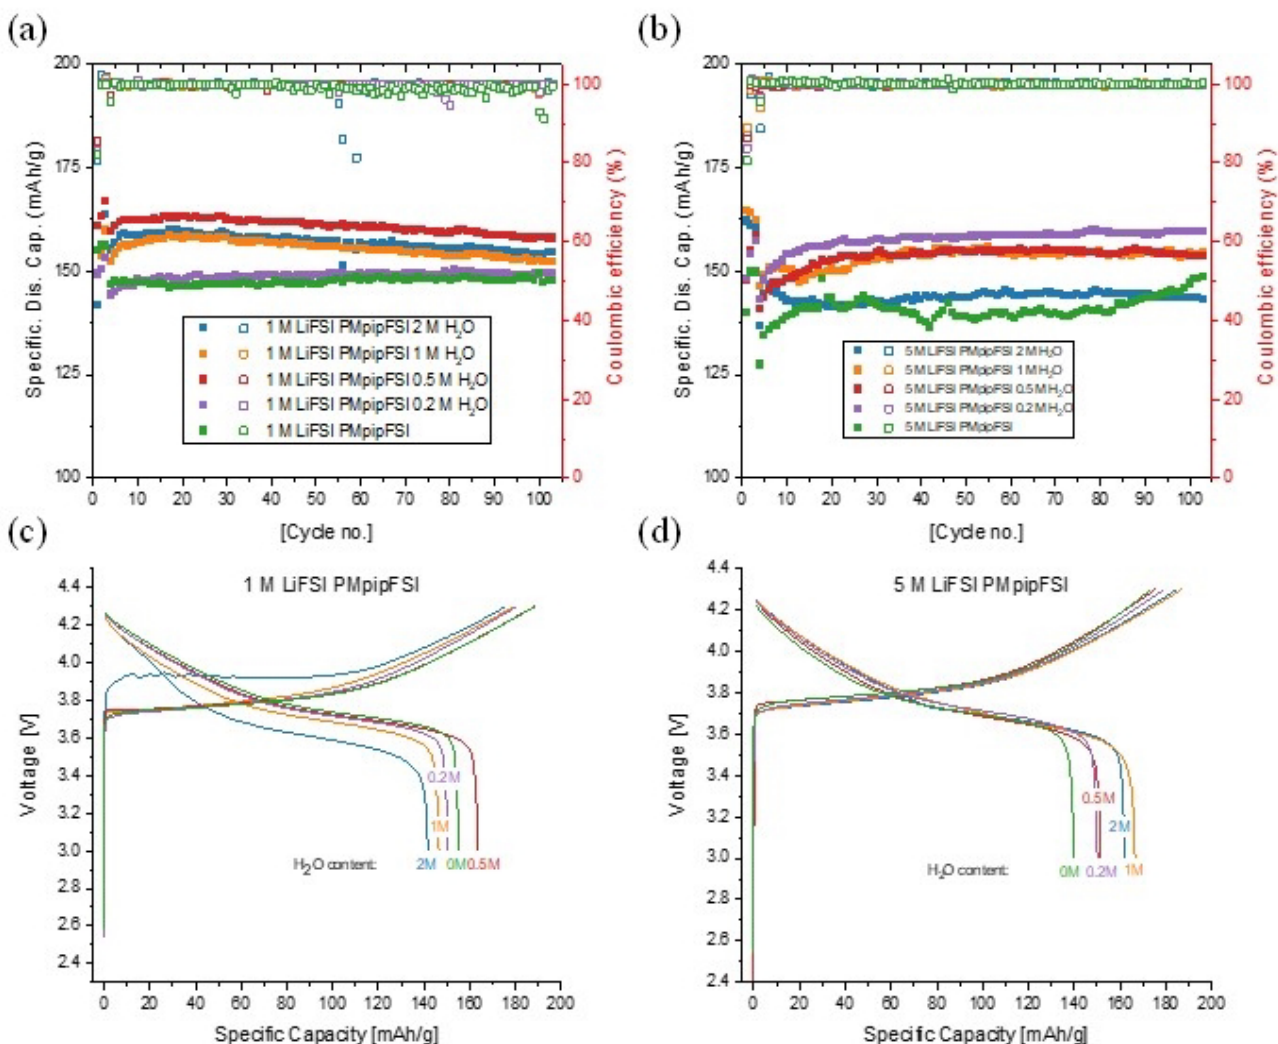 (a)
200
175
150
125
100
Specific. Dis. Cap. (mAh/g)
100
80
60
40
20
0
Coulombic efficiency (%)
1 M LiFSI PMpipFSI 2 M H₂O
1 M LiFSI PMpipFSI 1 M H₂O
1 M LiFSI PMpipFSI 0.5 M H₂O
1 M LiFSI PMpipFSI 0.2 M H₂O
1 M LiFSI PMpipFSI
0 10 20 30 40 50 60 70 80 90 100
[Cycle no.]
(b)
200
175
150
125
100
Specific. Dis. Cap. (mAh/g)
100
80
60
40
20
0
Coulombic efficiency (%)
5 M LiFSI PMpipFSI 2 M H₂O
5 M LiFSI PMpipFSI 1 M H₂O
5 M LiFSI PMpipFSI 0.5 M H₂O
5 M LiFSI PMpipFSI 0.2 M H₂O
5 M LiFSI PMpipFSI
0 10 20 30 40 50 60 70 80 90 100
[Cycle no.]
(c)
1 M LiFSI PMpipFSI
4.4
4.2
4.0
3.8
3.6
3.4
3.2
3.0
2.8
2.6
2.4
Voltage [V]
0.2M
1M
H₂O content:
2M 0M 0.5M
0 20 40 60 80 100 120 140 160 180 200
Specific Capacity [mAh/g]
(d)
5 M LiFSI PMpipFSI
4.4
4.2
4.0
3.8
3.6
3.4
3.2
3.0
2.8
2.6
2.4
Voltage [V]
0.5M
2M
H₂O content:
0M 0.2M 1M
0 20 40 60 80 100 120 140 160 180 200
Specific Capacity [mAh/g]